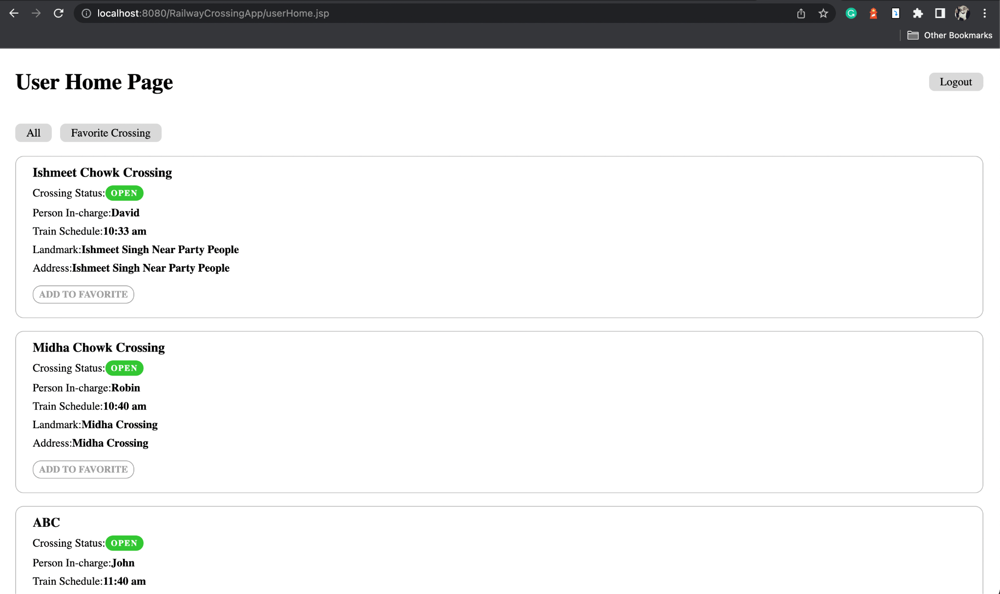 localhost:8080/RailwayCrossingApp/userHome.jsp
Other Bookmarks
User Home Page
Logout
All
Favorite Crossing
Ishmeet Chowk Crossing
Crossing Status:OPEN
Person In-charge:David
Train Schedule:10:33 am
Landmark:Ishmeet Singh Near Party People
Address:Ishmeet Singh Near Party People
ADD TO FAVORITE
Midha Chowk Crossing
Crossing Status:OPEN
Person In-charge:Robin
Train Schedule:10:40 am
Landmark:Midha Crossing
Address:Midha Crossing
ADD TO FAVORITE
ABC
Crossing Status:OPEN
Person In-charge:John
Train Schedule:11:40 am